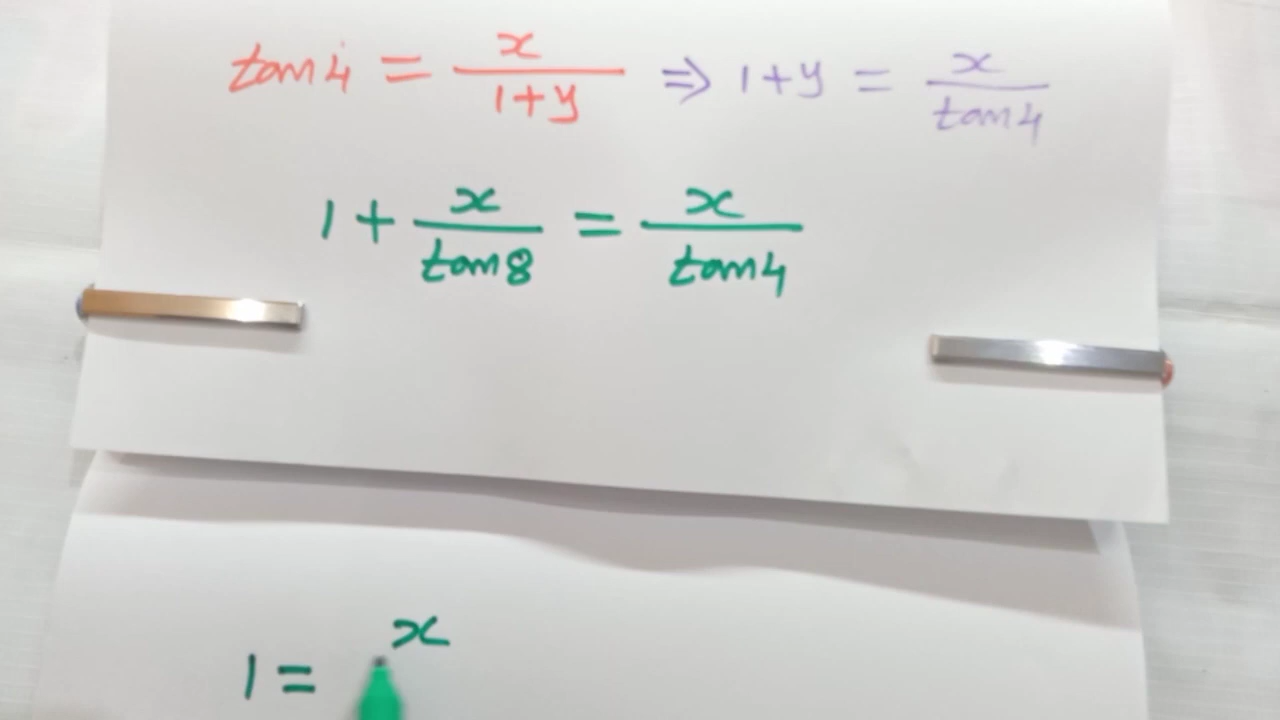 tan4 = x/(1+y) ⇒ 1+y = x/tan4
1 + x/tan8 = x/tan4
1 = x